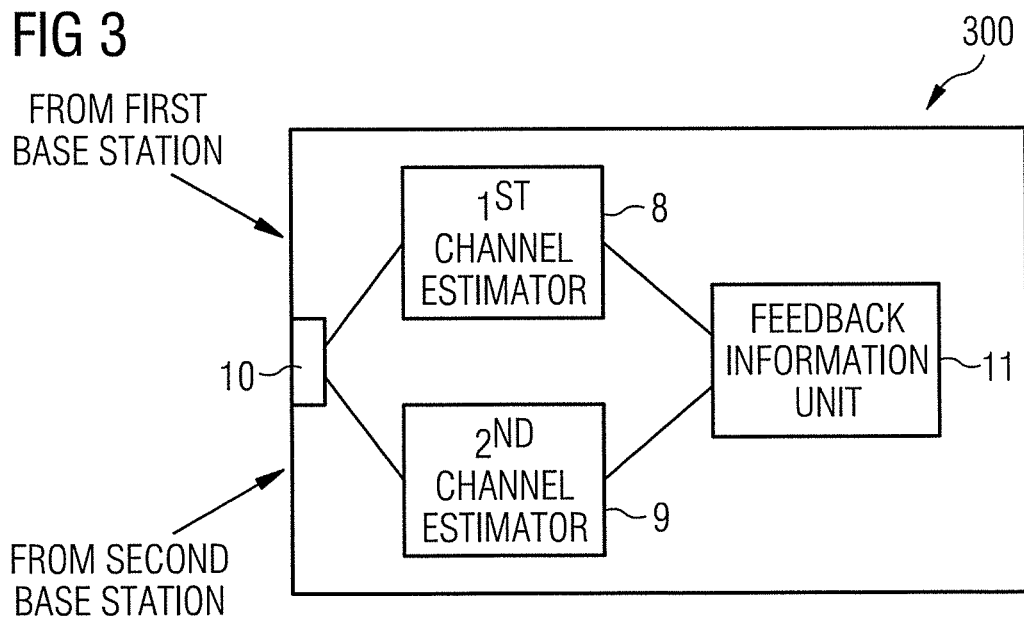 FIG 3
300
FROM FIRST
BASE STATION
1ST
CHANNEL
ESTIMATOR
8
FEEDBACK
INFORMATION
UNIT
11
10
2ND
CHANNEL
ESTIMATOR
9
FROM SECOND
BASE STATION